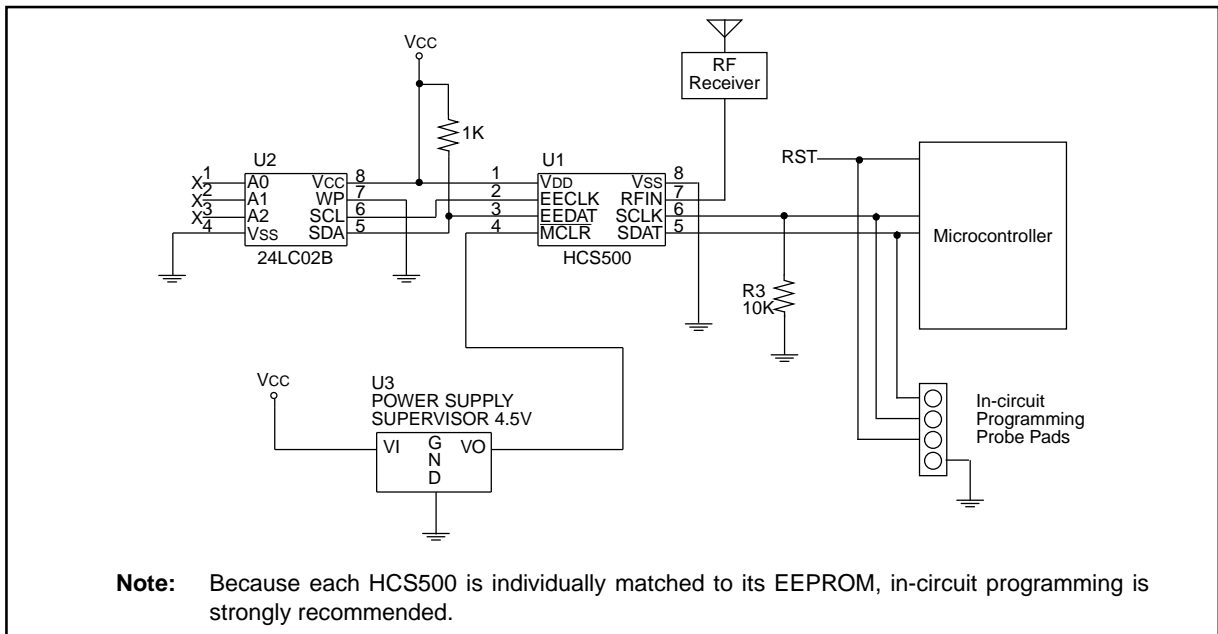 VCC
RF
Receiver
1K
U2
U1
RST
X 1 A0 VCC 8
X 2 A1 WP 7
X 3 A2 SCL 6
4 VSS SDA 5
24LC02B
1 VDD VSS 8
2 EECLK RFIN 7
3 EEDAT SCLK 6
4 MCLR SDAT 5
HCS500
Microcontroller
R3
10K
VCC
U3
POWER SUPPLY
SUPERVISOR 4.5V
VI GND VO
In-circuit
Programming
Probe Pads
Note: Because each HCS500 is individually matched to its EEPROM, in-circuit programming is
strongly recommended.